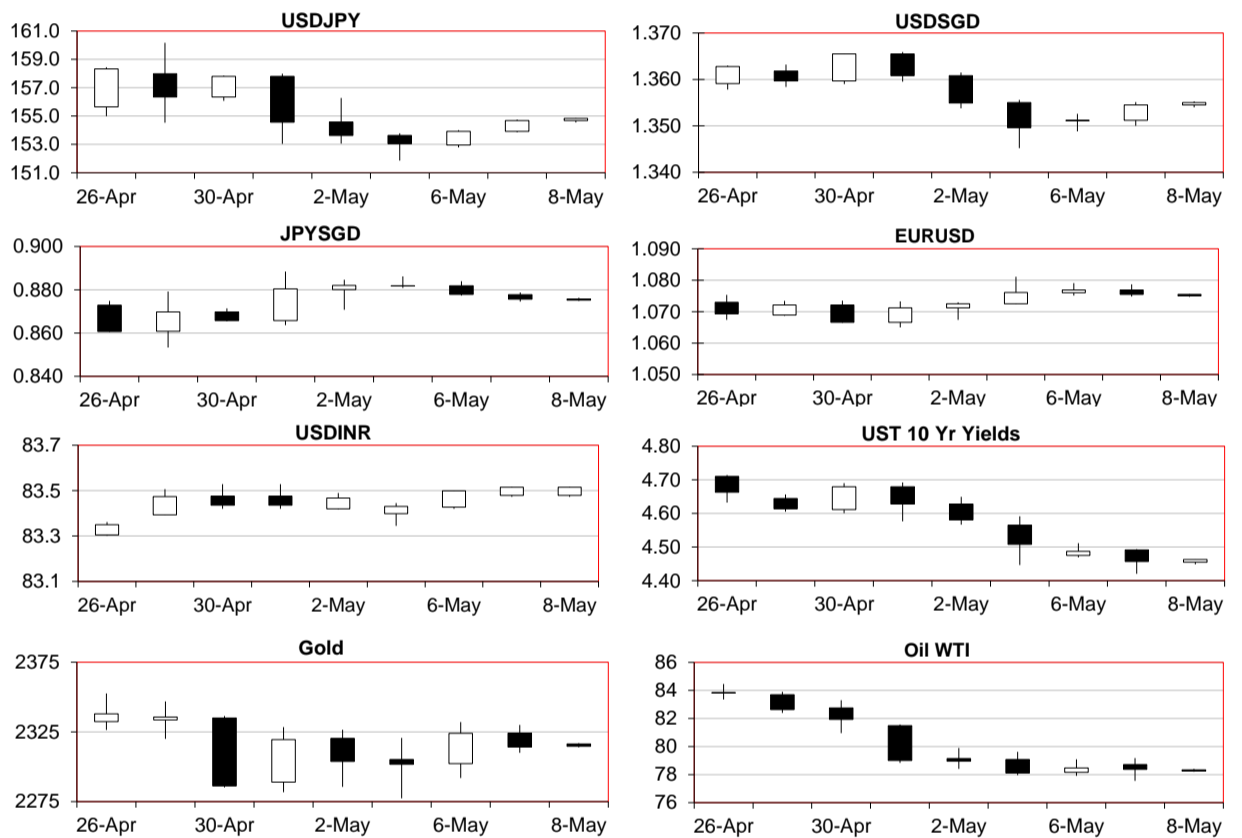 USDJPY
161.0
159.0
157.0
155.0
153.0
151.0
26-Apr 30-Apr 2-May 6-May 8-May
USDSGD
1.370
1.360
1.350
1.340
26-Apr 30-Apr 2-May 6-May 8-May
JPYSGD
0.900
0.880
0.860
0.840
26-Apr 30-Apr 2-May 6-May 8-May
EURUSD
1.090
1.080
1.070
1.060
1.050
26-Apr 30-Apr 2-May 6-May 8-May
USDINR
83.7
83.5
83.3
83.1
26-Apr 30-Apr 2-May 6-May 8-May
UST 10 Yr Yields
4.80
4.70
4.60
4.50
4.40
26-Apr 30-Apr 2-May 6-May 8-May
Gold
2375
2325
2275
26-Apr 30-Apr 2-May 6-May 8-May
Oil WTI
86
84
82
80
78
76
26-Apr 30-Apr 2-May 6-May 8-May